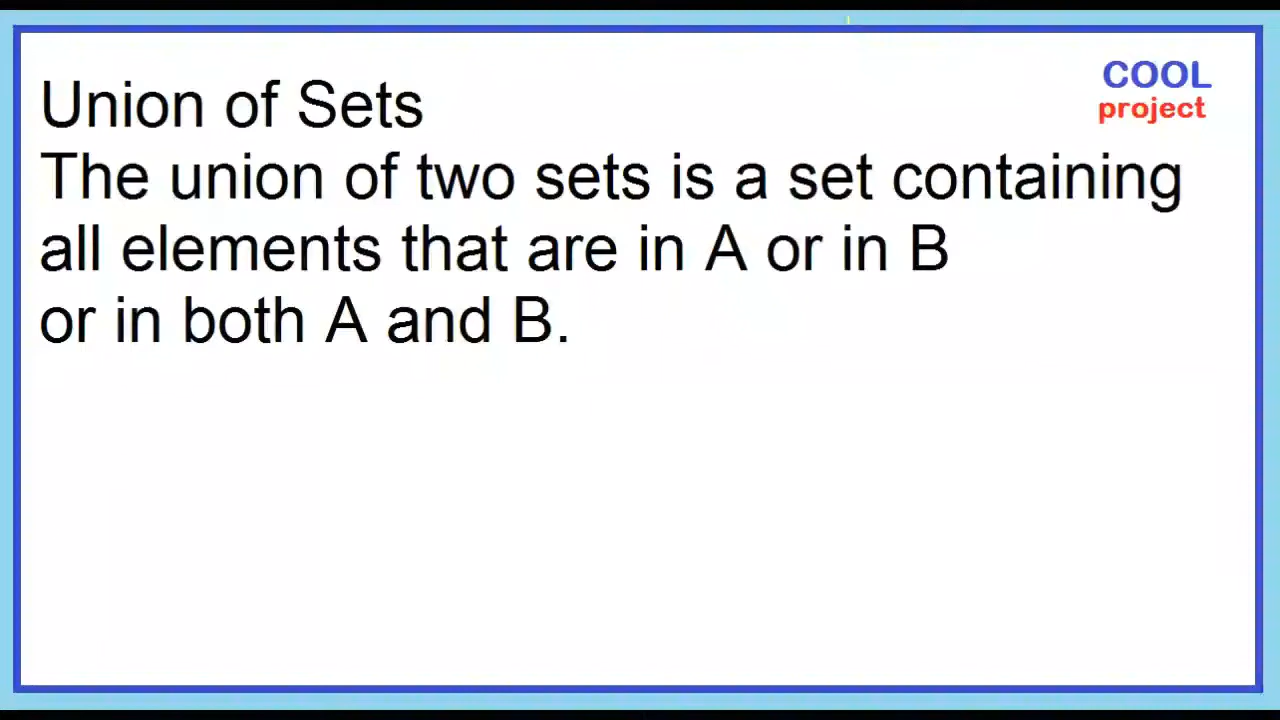 COOL
project
Union of Sets
The union of two sets is a set containing
all elements that are in A or in B
or in both A and B.